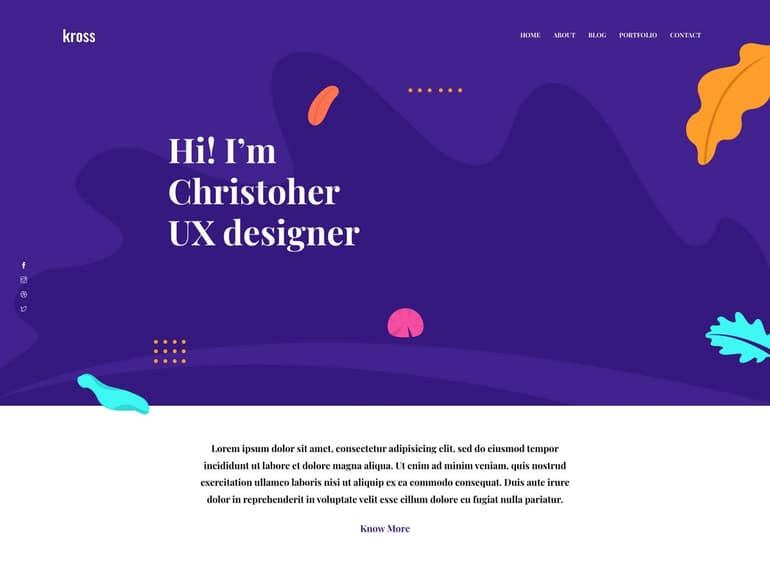 kross
HOME ABOUT BLOG PORTFOLIO CONTACT
Hi! I’m
Christoher
UX designer
Lorem ipsum dolor sit amet, consectetur adipisicing elit, sed do eiusmod tempor
incididunt ut labore et dolore magna aliqua. Ut enim ad minim veniam, quis nostrud
exercitation ullamco laboris nisi ut aliquip ex ea commodo consequat. Duis aute irure
dolor in reprehenderit in voluptate velit esse cillum dolore eu fugiat nulla pariatur.
Know More